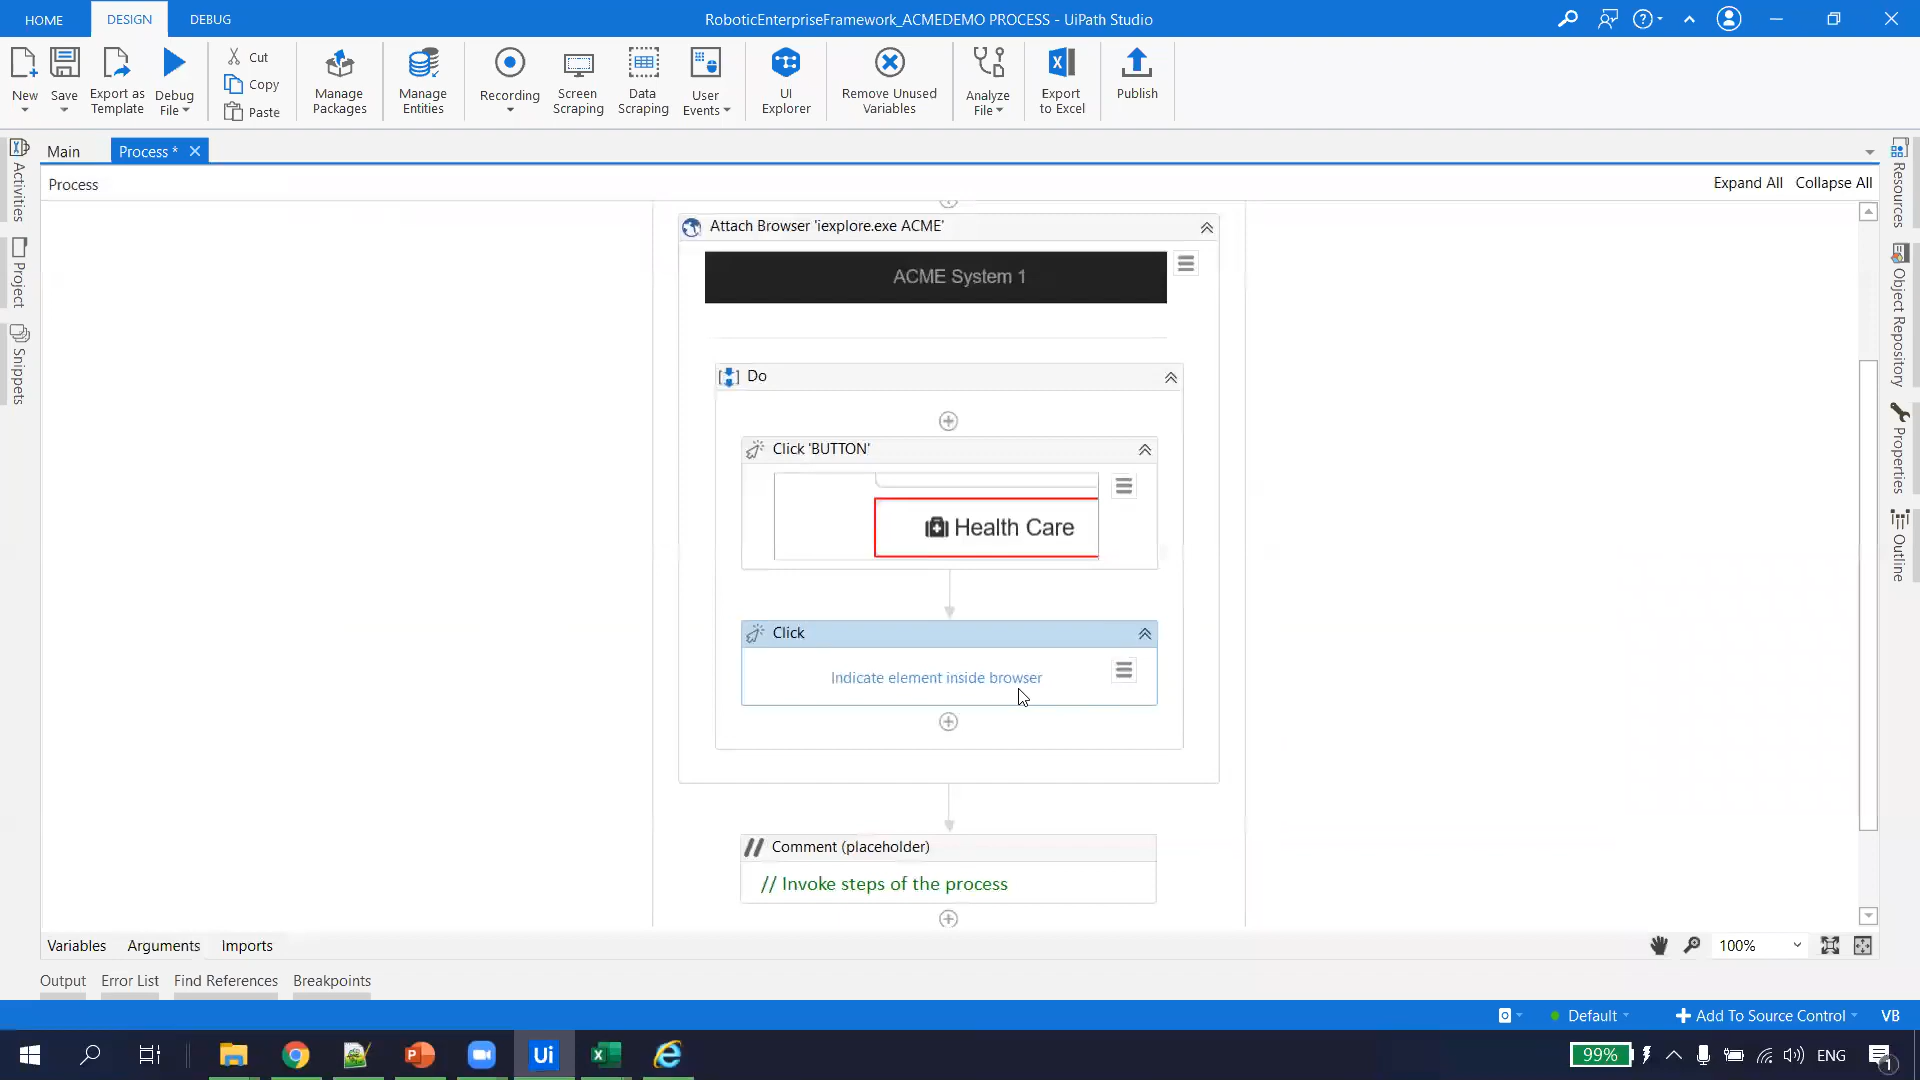 HOME
DESIGN
DEBUG
RoboticEnterpriseFramework_ACMEDEMO PROCESS - UiPath Studio
New
Save
Export as Template
Debug File
Cut
Copy
Paste
Manage Packages
Manage Entities
Recording
Screen Scraping
Data Scraping
User Events
UI Explorer
Remove Unused Variables
Analyze File
Export to Excel
Publish
Main
Process *
Process
Expand All
Collapse All
Activities
Project
Snippets
Resources
Object Repository
Properties
Outline
Attach Browser 'iexplore.exe ACME'
ACME System 1
Do
Click 'BUTTON'
Health Care
Click
Indicate element inside browser
Comment (placeholder)
// Invoke steps of the process
Variables
Arguments
Imports
100%
Output
Error List
Find References
Breakpoints
Default
Add To Source Control
VB
Ui
99%
ENG
1